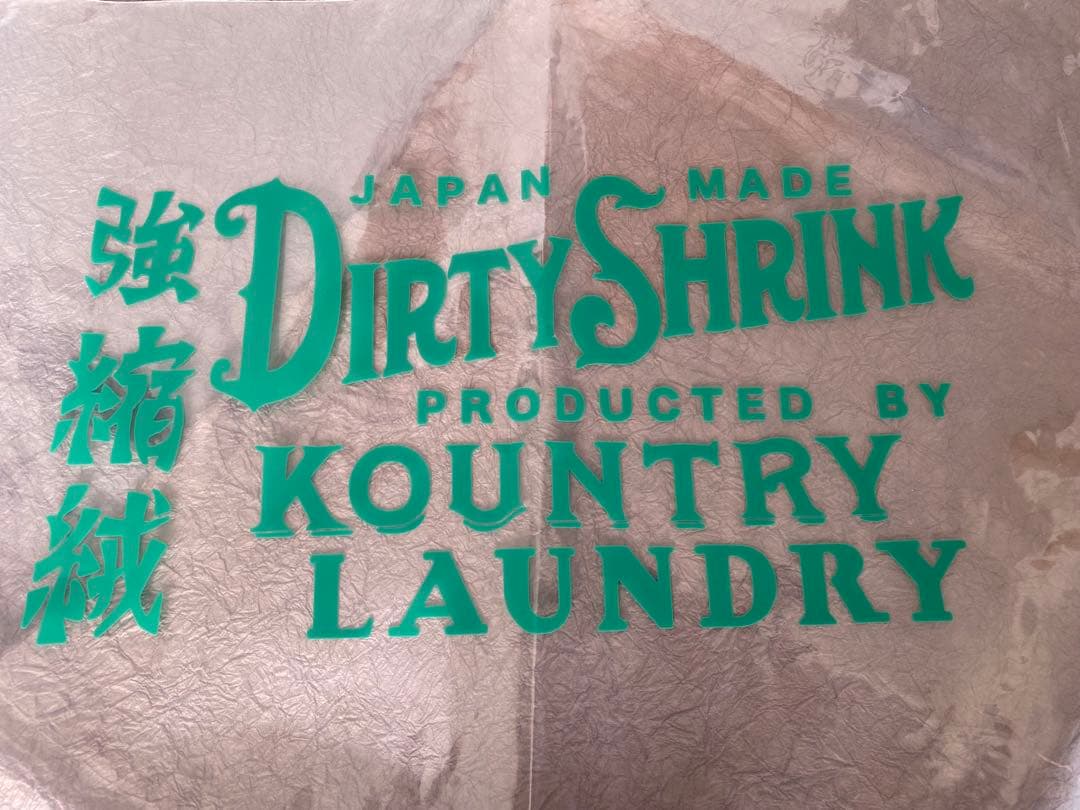 強縮絨
JAPAN MADE
DIRTY SHRINK
PRODUCTED BY
KOUNTRY
LAUNDRY